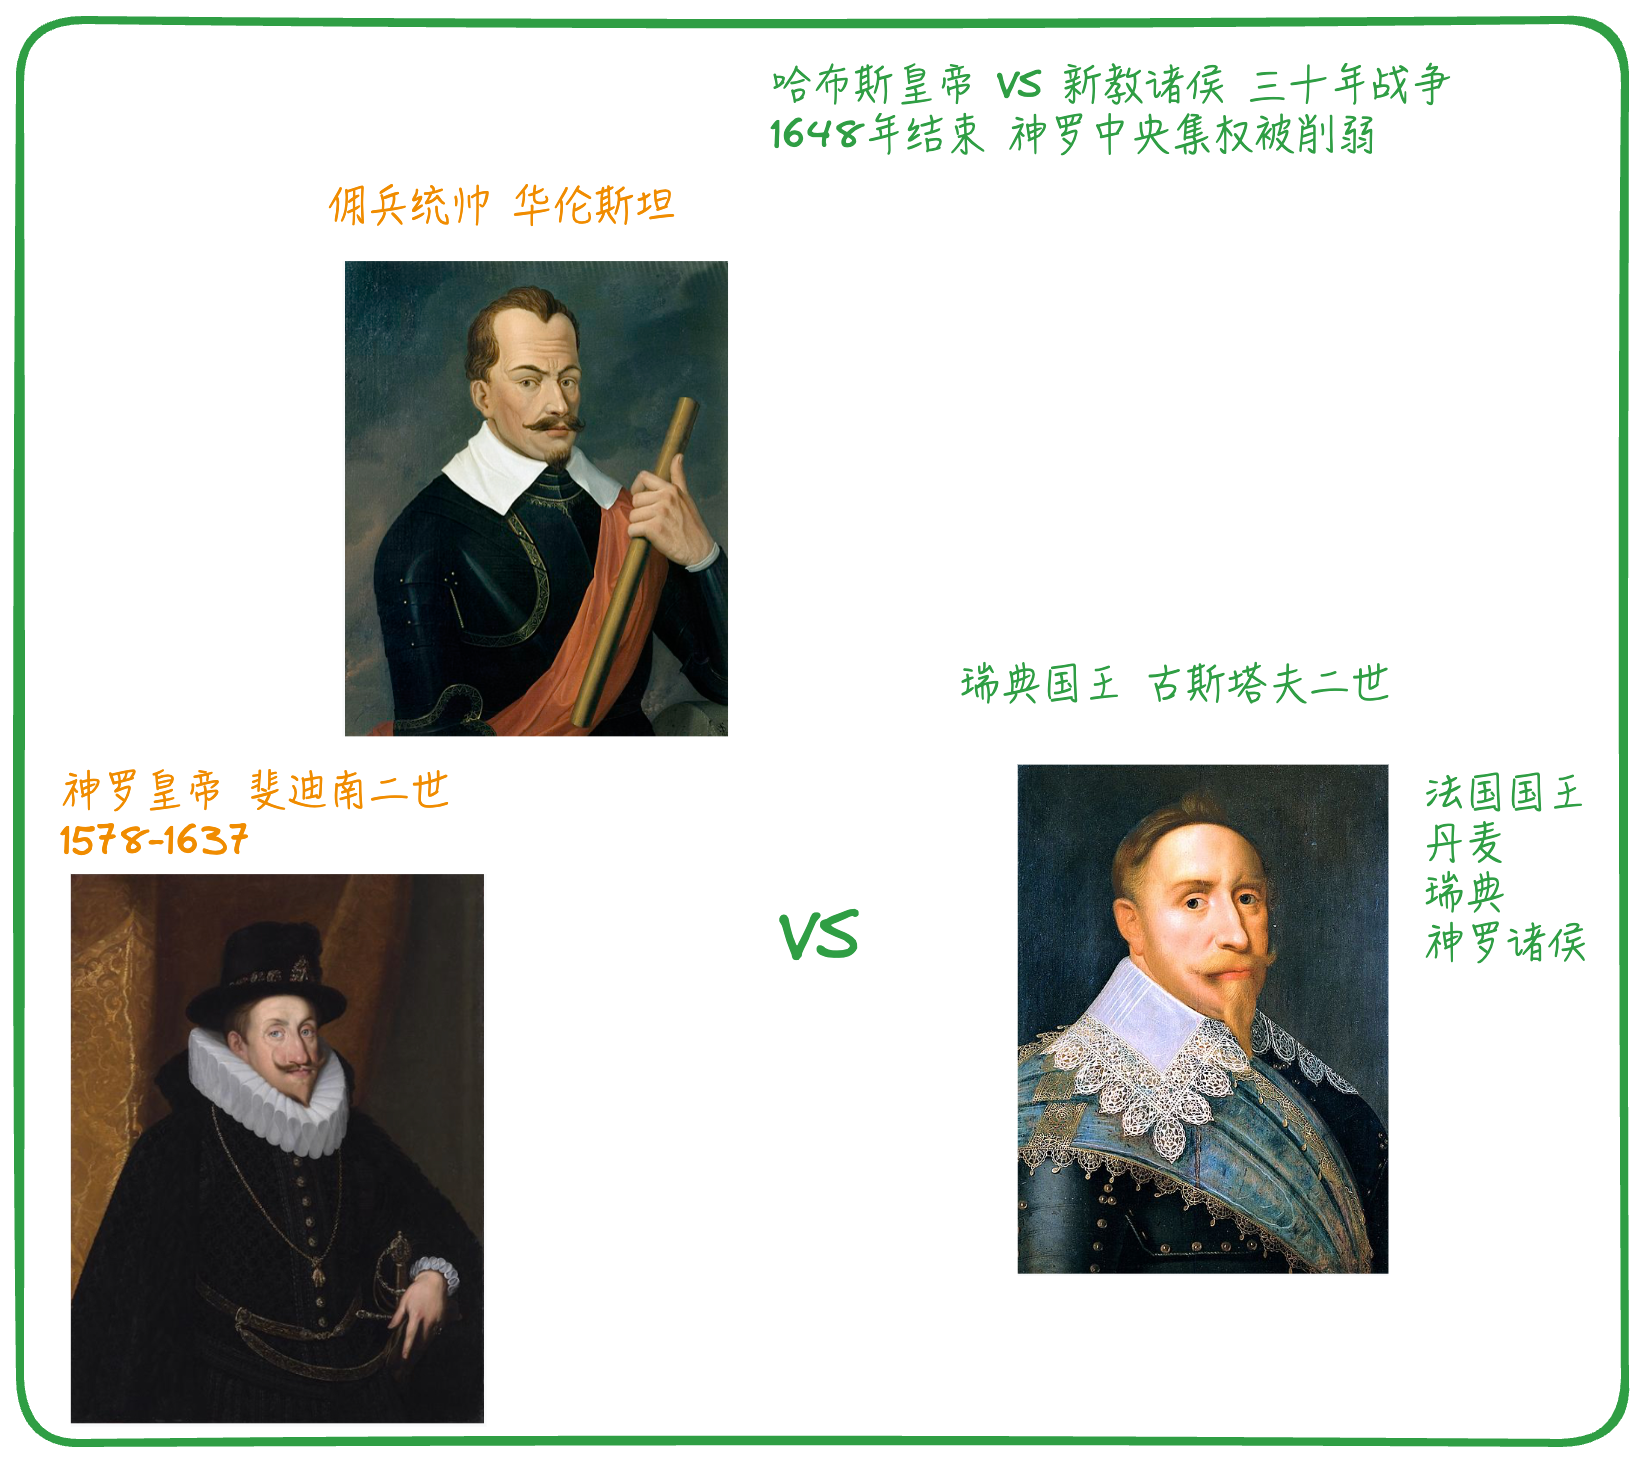 哈布斯皇帝 VS 新教诸侯 三十年战争
1648年结束 神罗中央集权被削弱
佣兵统帅 华伦斯坦
瑞典国王 古斯塔夫二世
神罗皇帝 斐迪南二世
1578-1637
VS
法国国王
丹麦
瑞典
神罗诸侯